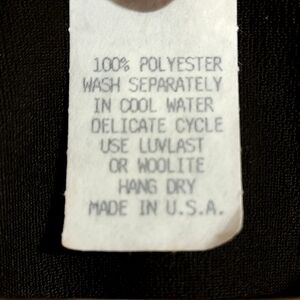 100% POLYESTER
WASH SEPARATELY
IN COOL WATER
DELICATE CYCLE
USE LUVLAST
OR WOOLITE
HANG DRY
MADE IN U.S.A.